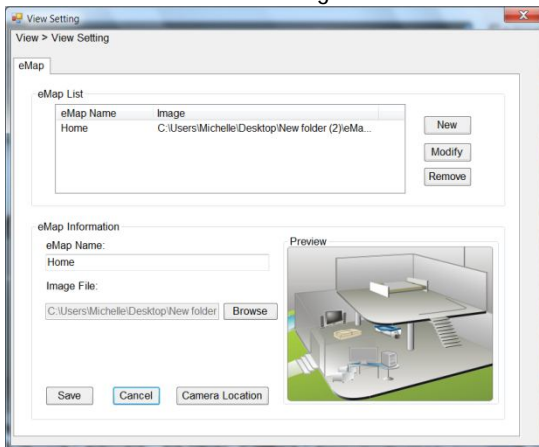 View Setting
View > View Setting
eMap
eMap List
eMap Name Image
Home C:\Users\Michelle\Desktop\New folder (2)\eMa...
New
Modify
Remove
eMap Information
eMap Name:
Home
Preview
Image File:
C:\Users\Michelle\Desktop\New folder Browse
Save Cancel Camera Location